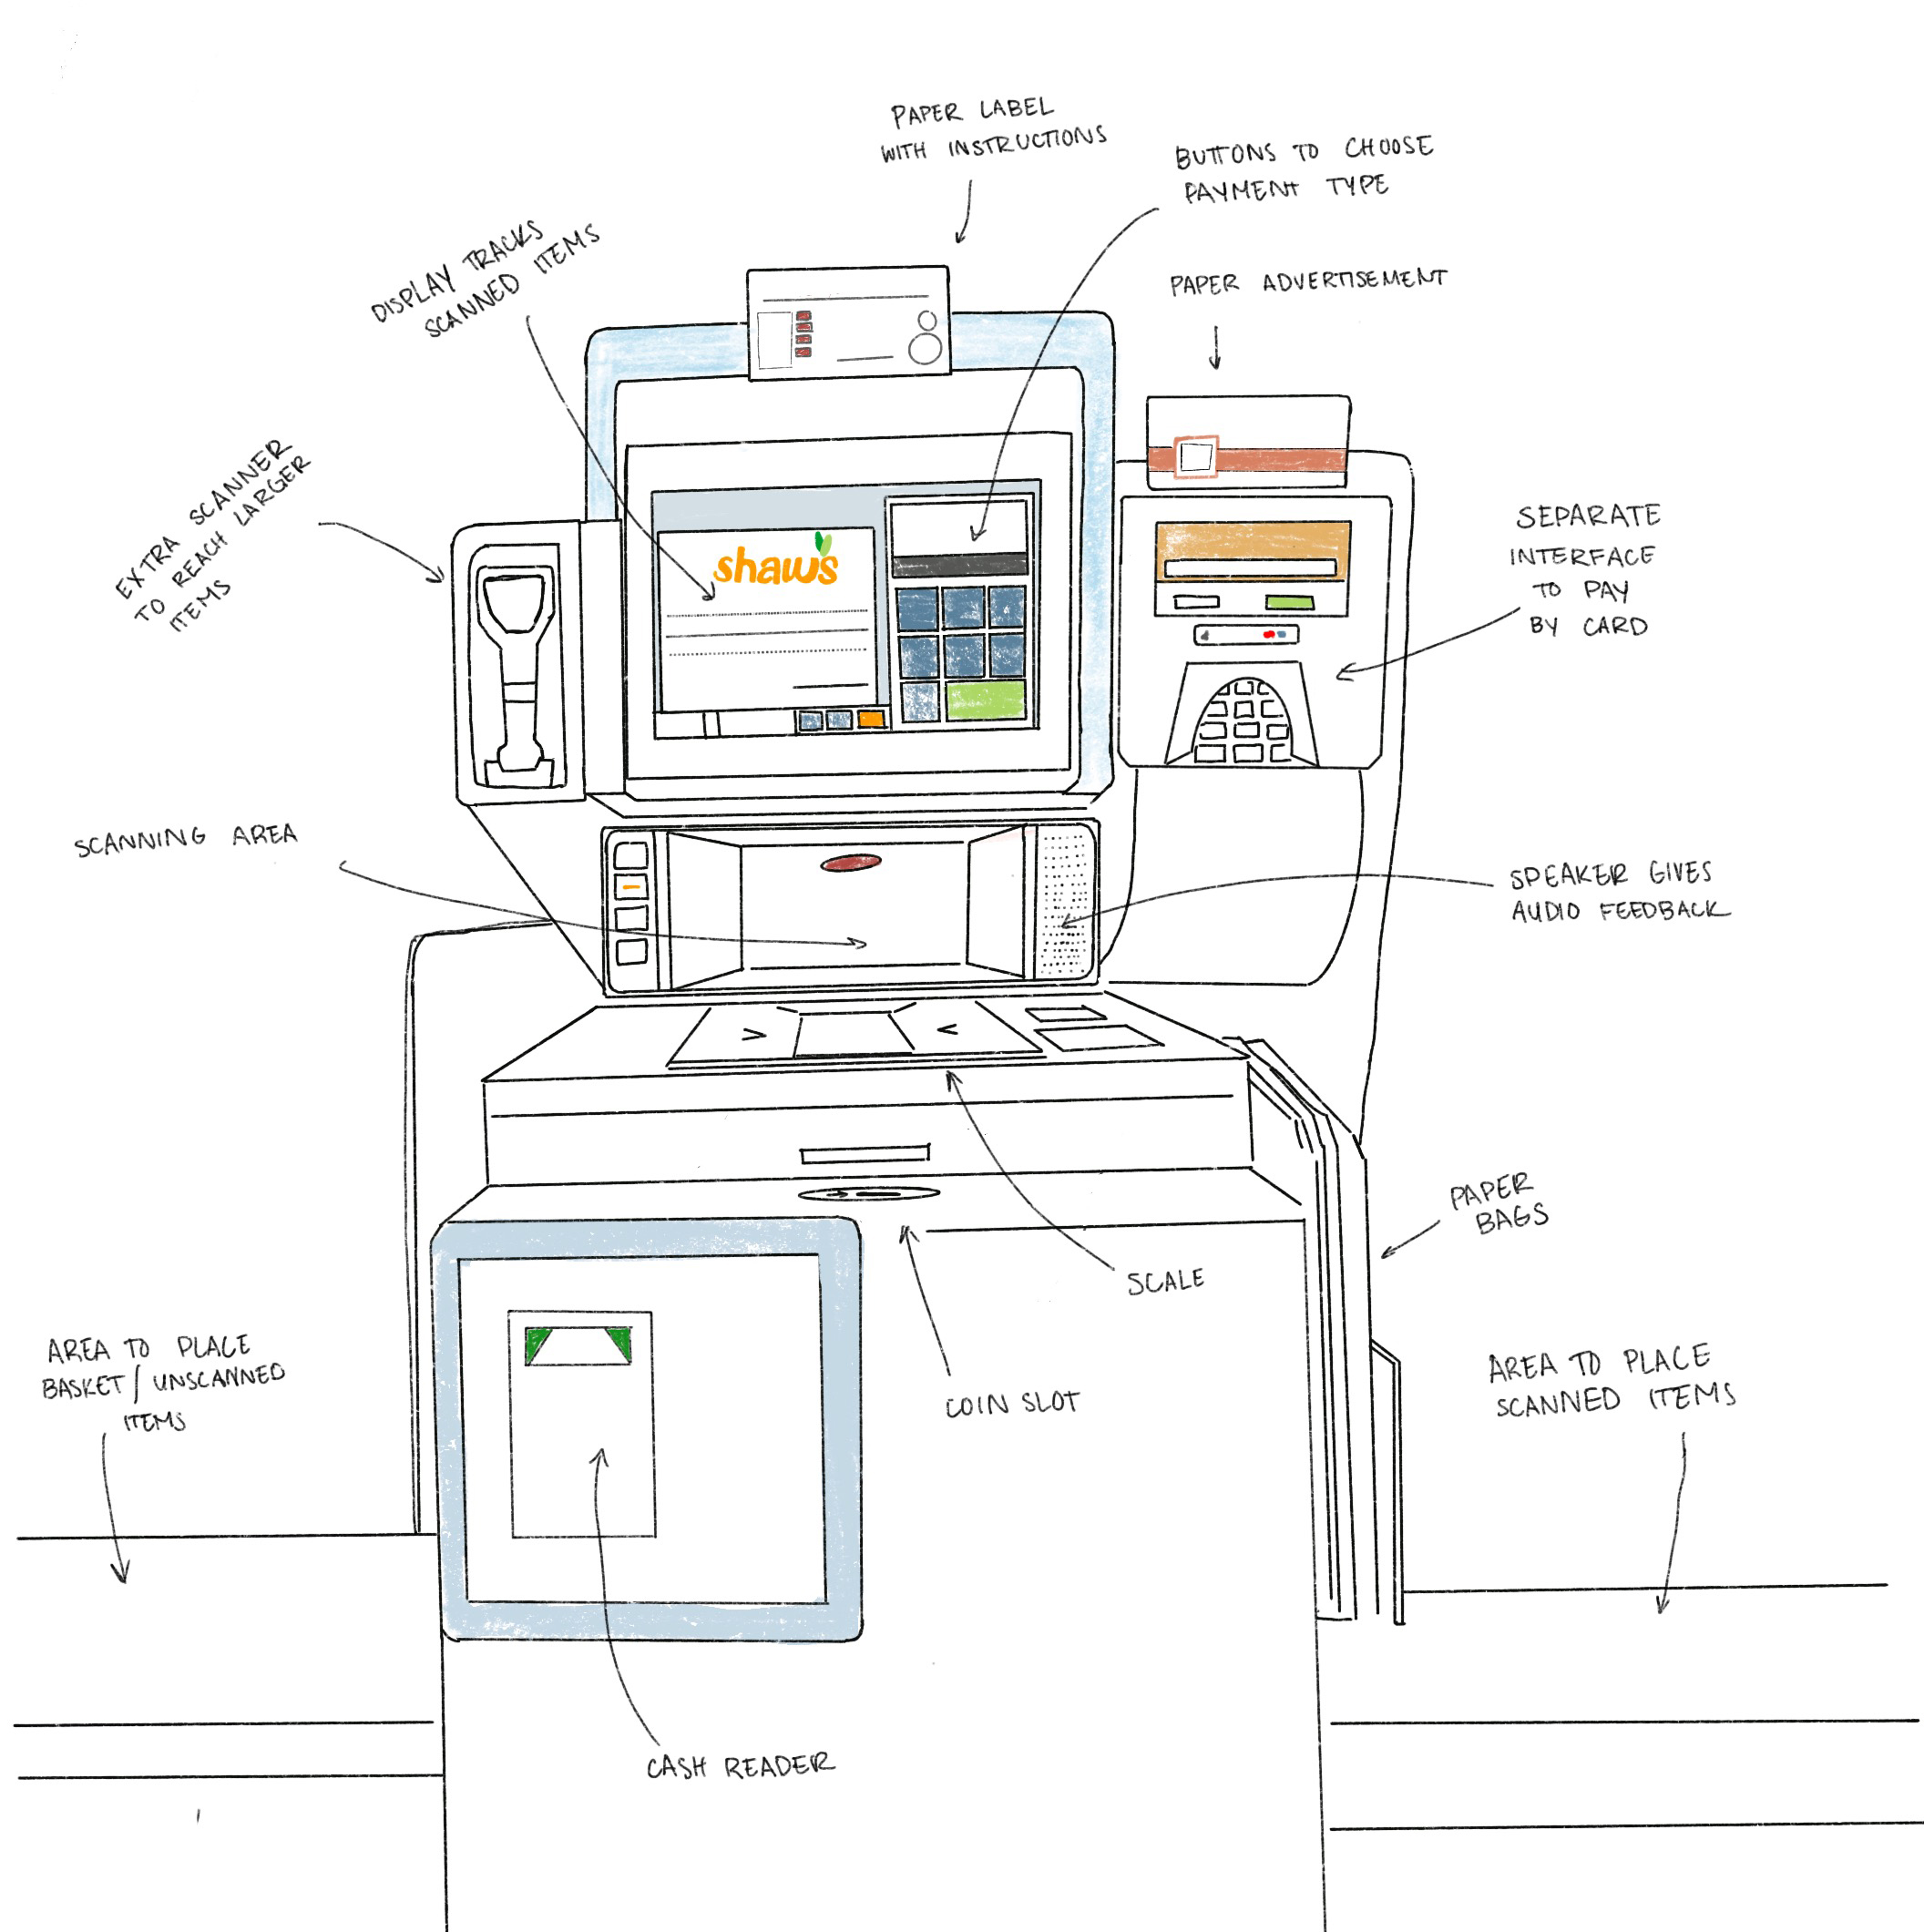 PAPER LABEL
WITH INSTRUCTIONS
BUTTONS TO CHOOSE
PAYMENT TYPE
DISPLAY TRACKS
SCANNED ITEMS
PAPER ADVERTISEMENT
EXTRA SCANNER
TO REACH LARGER
ITEMS
shaw's
SEPARATE
INTERFACE
TO PAY
BY CARD
SCANNING AREA
SPEAKER GIVES
AUDIO FEEDBACK
> <
PAPER
BAGS
SCALE
AREA TO PLACE
BASKET/UNSCANNED
ITEMS
COIN SLOT
AREA TO PLACE
SCANNED ITEMS
CASH READER